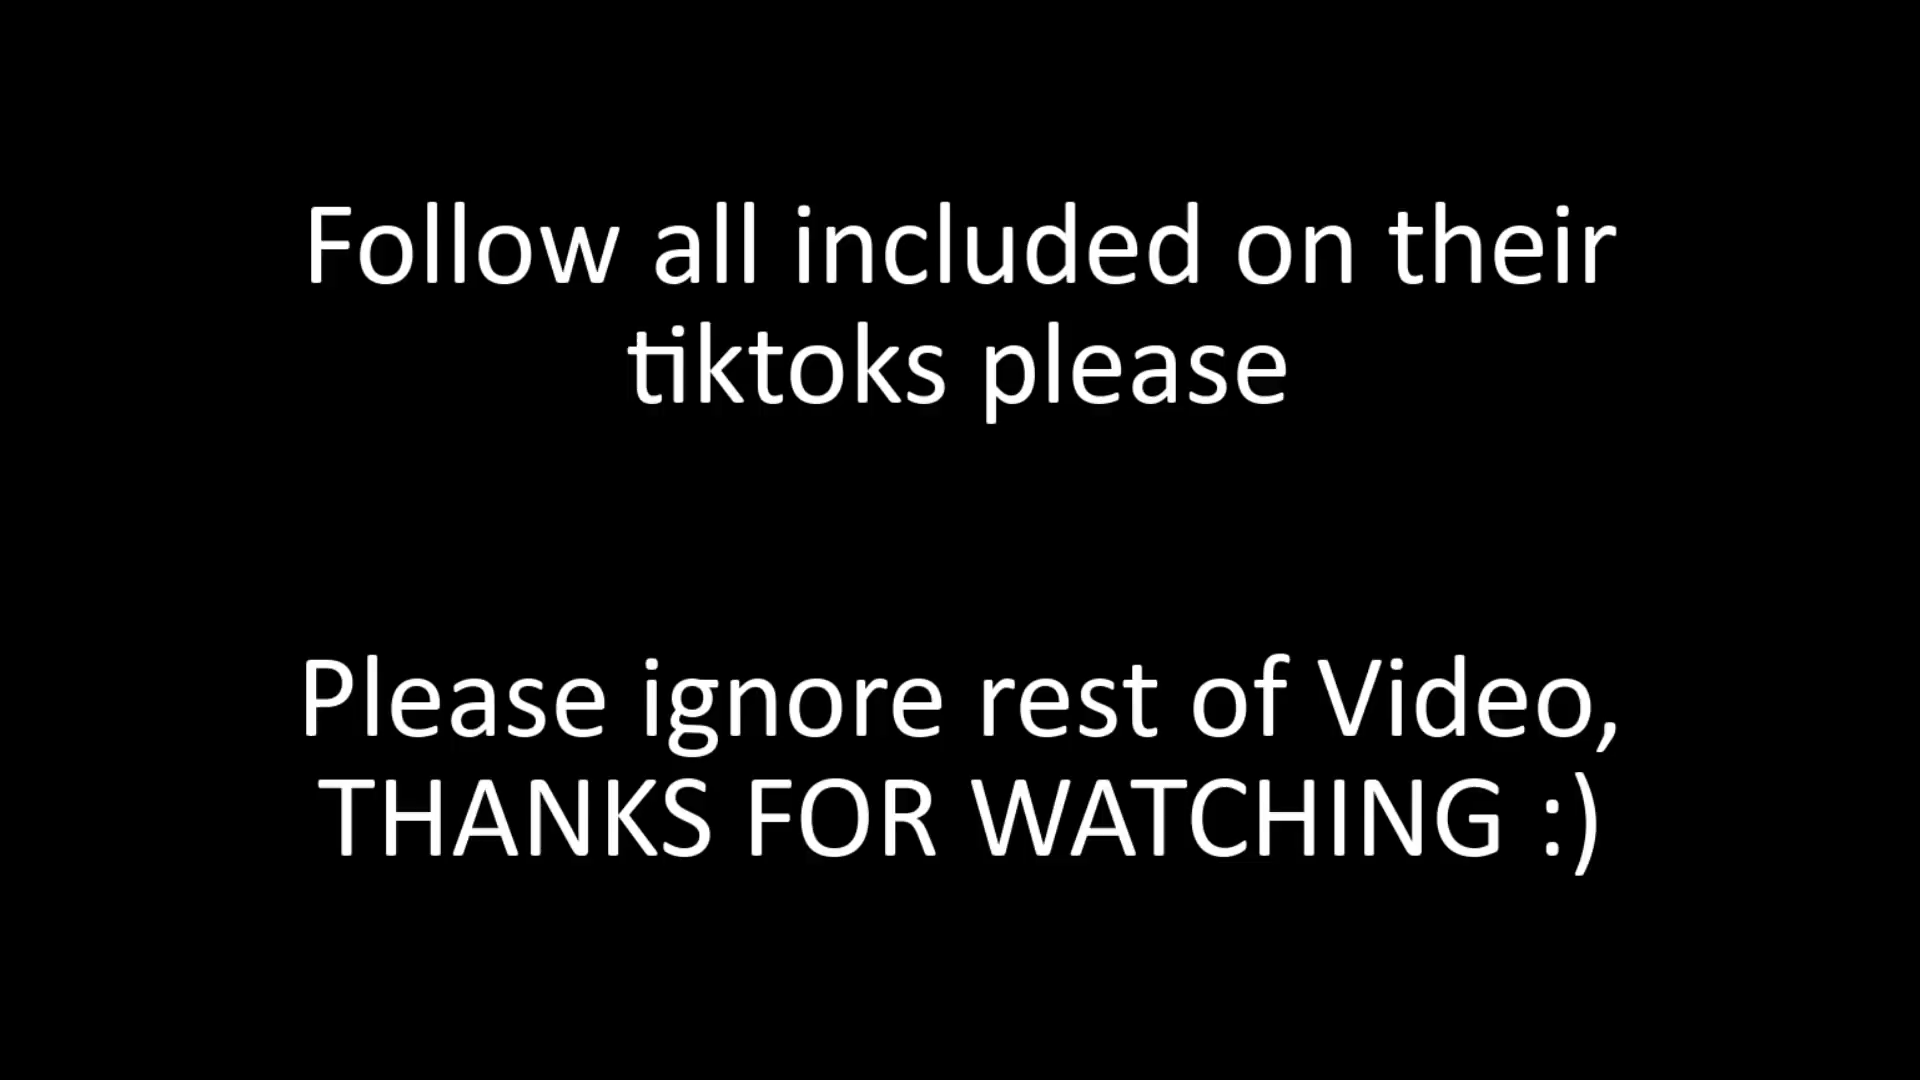 Follow all included on their
tiktoks please
Please ignore rest of Video,
THANKS FOR WATCHING :)